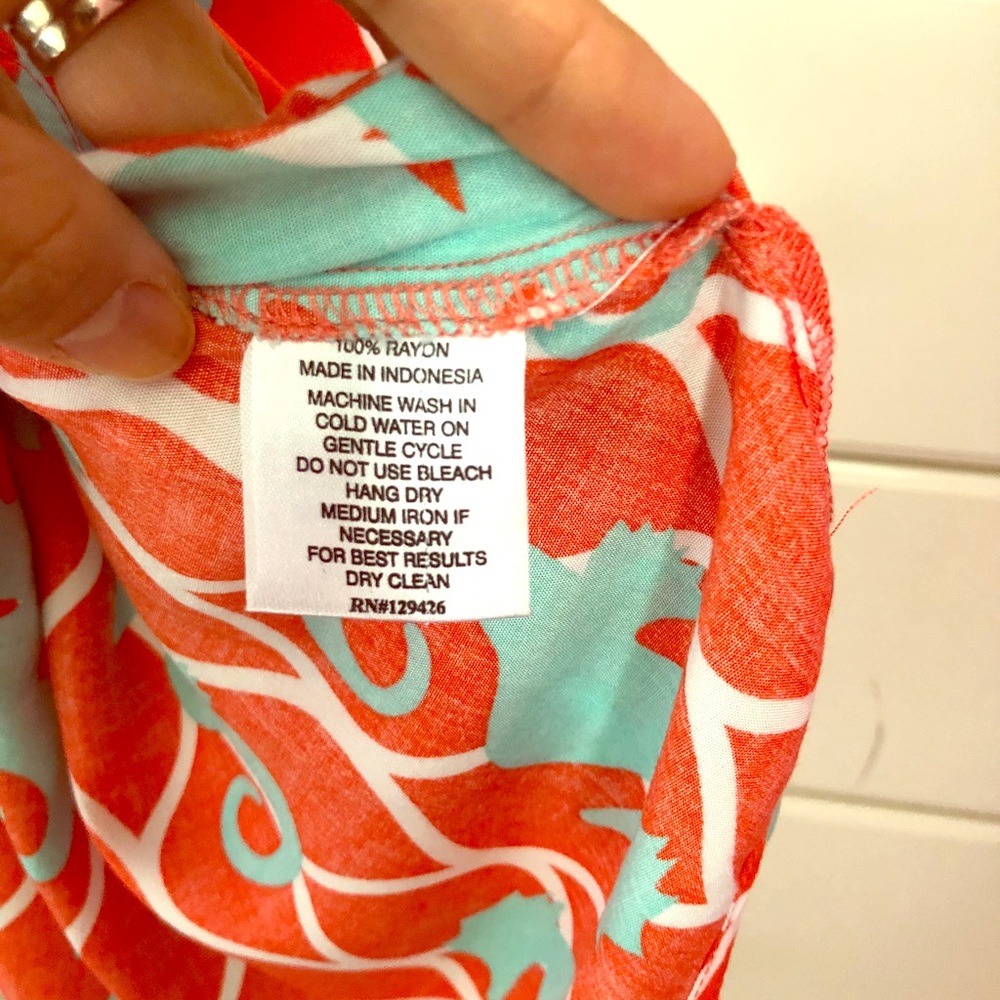 100% RAYON
MADE IN INDONESIA
MACHINE WASH IN
COLD WATER ON
GENTLE CYCLE
DO NOT USE BLEACH
HANG DRY
MEDIUM IRON IF
NECESSARY
FOR BEST RESULTS
DRY CLEAN
RN#129426